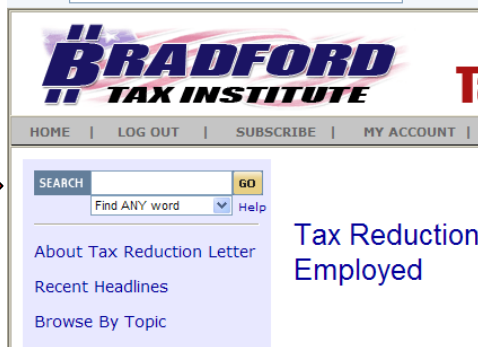 BRADFORD
TAX INSTITUTE
HOME | LOG OUT | SUBSCRIBE | MY ACCOUNT |
SEARCH GO
Find ANY word Help
About Tax Reduction Letter
Recent Headlines
Browse By Topic
Tax Reduction
Employed